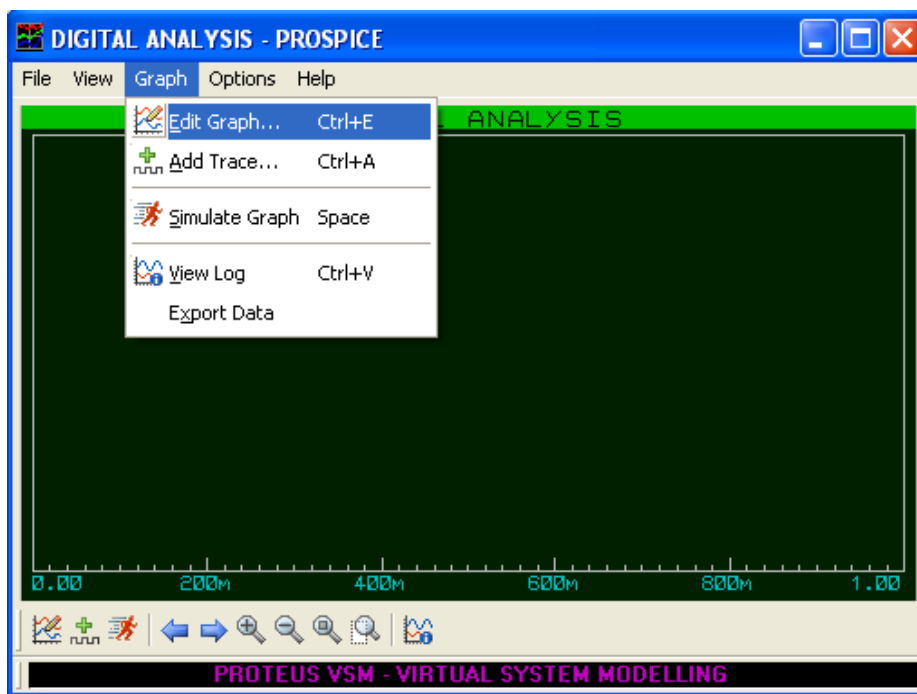 DIGITAL ANALYSIS - PROSPICE
File View Graph Options Help
ANALYSIS
Edit Graph... Ctrl+E
Add Trace... Ctrl+A
Simulate Graph Space
View Log Ctrl+V
Export Data
0.00 200m 400m 600m 800m 1.00
PROTEUS VSM - VIRTUAL SYSTEM MODELLING